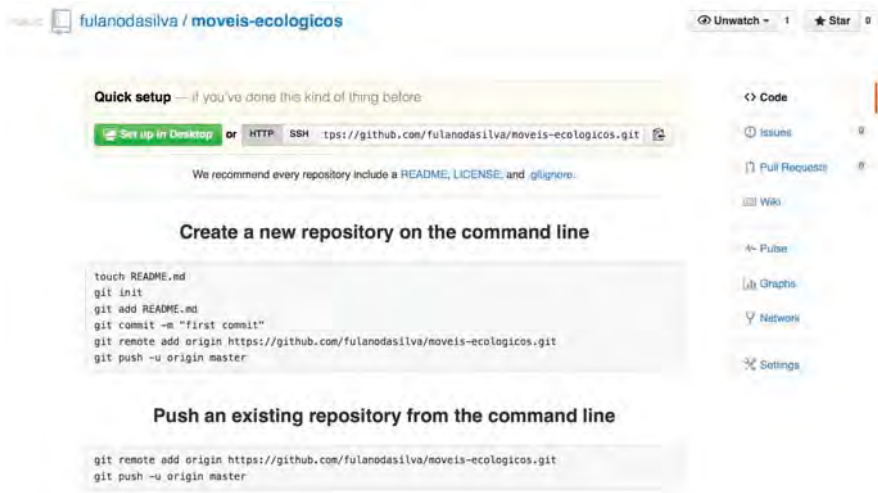 PUBLIC fulanodasilva / moveis-ecologicos
Unwatch 1 Star 0
Quick setup — if you've done this kind of thing before
Set up in Desktop or HTTP SSH tps://github.com/fulanodasilva/moveis-ecologicos.git
We recommend every repository include a README, LICENSE, and .gitignore.
Create a new repository on the command line
touch README.md
git init
git add README.md
git commit -m "first commit"
git remote add origin https://github.com/fulanodasilva/moveis-ecologicos.git
git push -u origin master
Push an existing repository from the command line
git remote add origin https://github.com/fulanodasilva/moveis-ecologicos.git
git push -u origin master
<> Code
Issues 0
Pull Requests 0
Wiki
Pulse
Graphs
Network
Settings